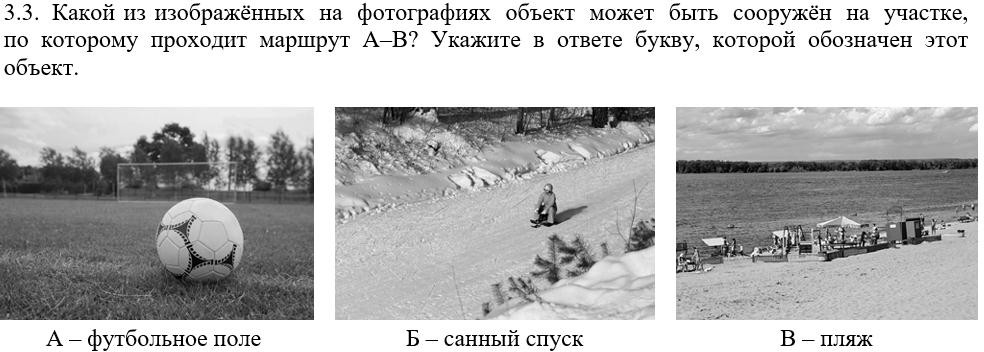 3.3. Какой из изображённых на фотографиях объект может быть сооружён на участке,
по которому проходит маршрут А–В? Укажите в ответе букву, которой обозначен этот
объект.
А – футбольное поле
Б – санный спуск
В – пляж